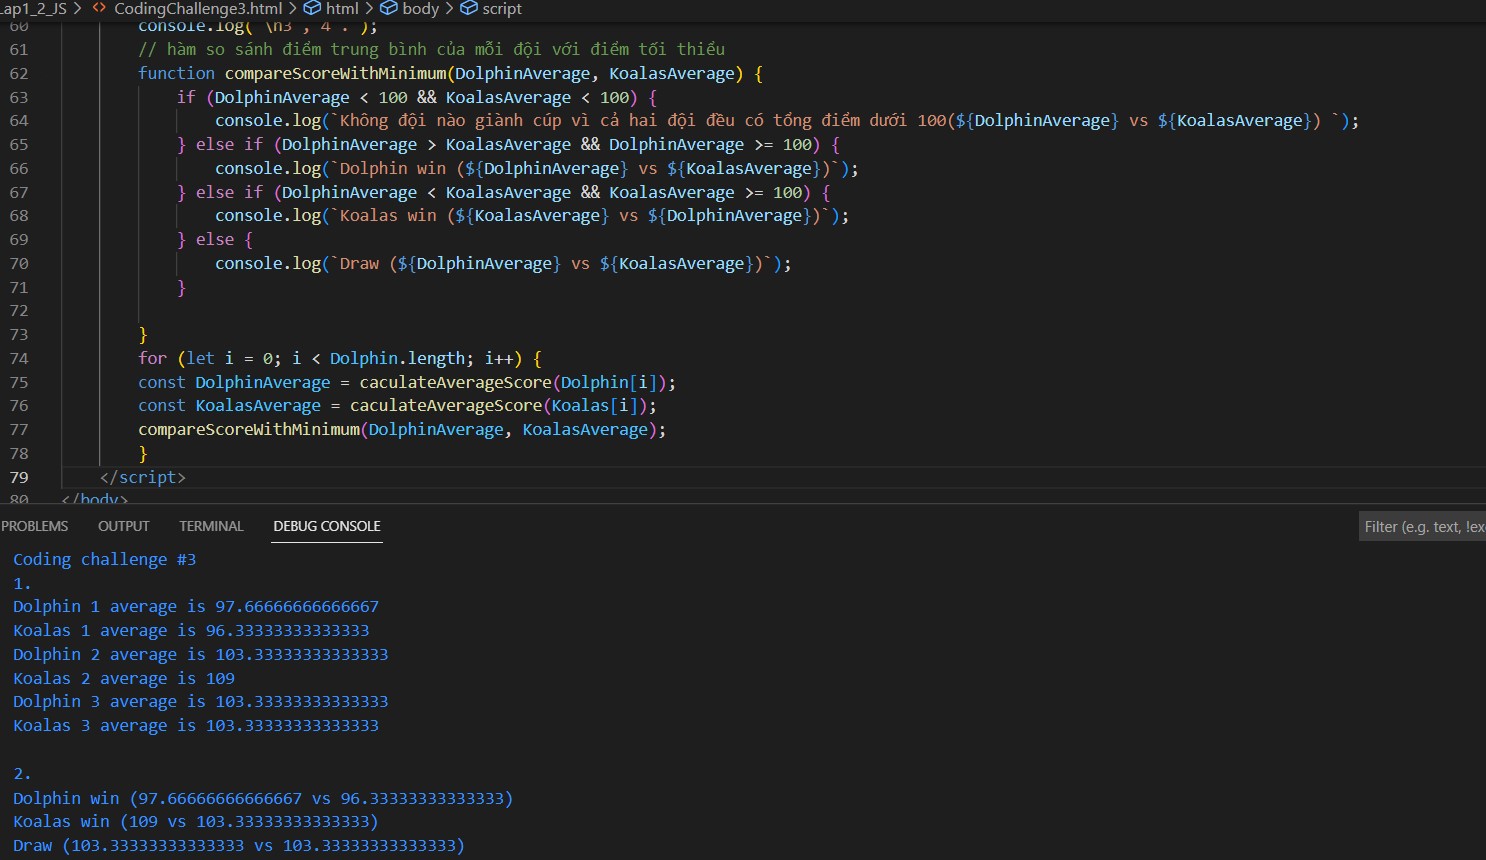 Lap1_2_JS > <> CodingChallenge3.html > html > body > script
60 console.log(`\n3 , 4 .`);
61 // hàm so sánh điểm trung bình của mỗi đội với điểm tối thiểu
62 function compareScoreWithMinimum(DolphinAverage, KoalasAverage) {
63 if (DolphinAverage < 100 && KoalasAverage < 100) {
64 console.log(`Không đội nào giành cúp vì cả hai đội đều có tổng điểm dưới 100(${DolphinAverage} vs ${KoalasAverage}) `);
65 } else if (DolphinAverage > KoalasAverage && DolphinAverage >= 100) {
66 console.log(`Dolphin win (${DolphinAverage} vs ${KoalasAverage})`);
67 } else if (DolphinAverage < KoalasAverage && KoalasAverage >= 100) {
68 console.log(`Koalas win (${KoalasAverage} vs ${DolphinAverage})`);
69 } else {
70 console.log(`Draw (${DolphinAverage} vs ${KoalasAverage})`);
71 }
72
73 }
74 for (let i = 0; i < Dolphin.length; i++) {
75 const DolphinAverage = caculateAverageScore(Dolphin[i]);
76 const KoalasAverage = caculateAverageScore(Koalas[i]);
77 compareScoreWithMinimum(DolphinAverage, KoalasAverage);
78 }
79 </script>
80 </body>
PROBLEMS OUTPUT TERMINAL DEBUG CONSOLE Filter (e.g. text, !ex
Coding challenge #3
1.
Dolphin 1 average is 97.66666666666667
Koalas 1 average is 96.33333333333333
Dolphin 2 average is 103.33333333333333
Koalas 2 average is 109
Dolphin 3 average is 103.33333333333333
Koalas 3 average is 103.33333333333333
2.
Dolphin win (97.66666666666667 vs 96.33333333333333)
Koalas win (109 vs 103.33333333333333)
Draw (103.33333333333333 vs 103.33333333333333)